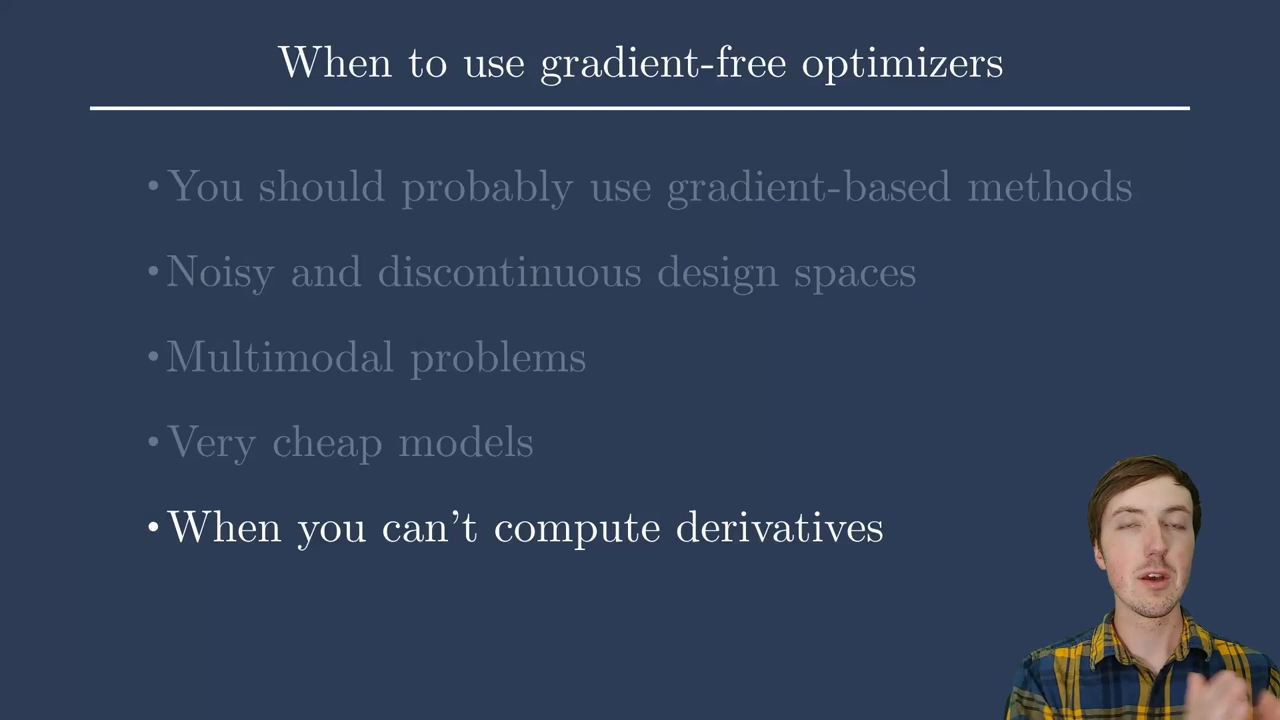 When to use gradient-free optimizers
• You should probably use gradient-based methods
• Noisy and discontinuous design spaces
• Multimodal problems
• Very cheap models
• When you can't compute derivatives